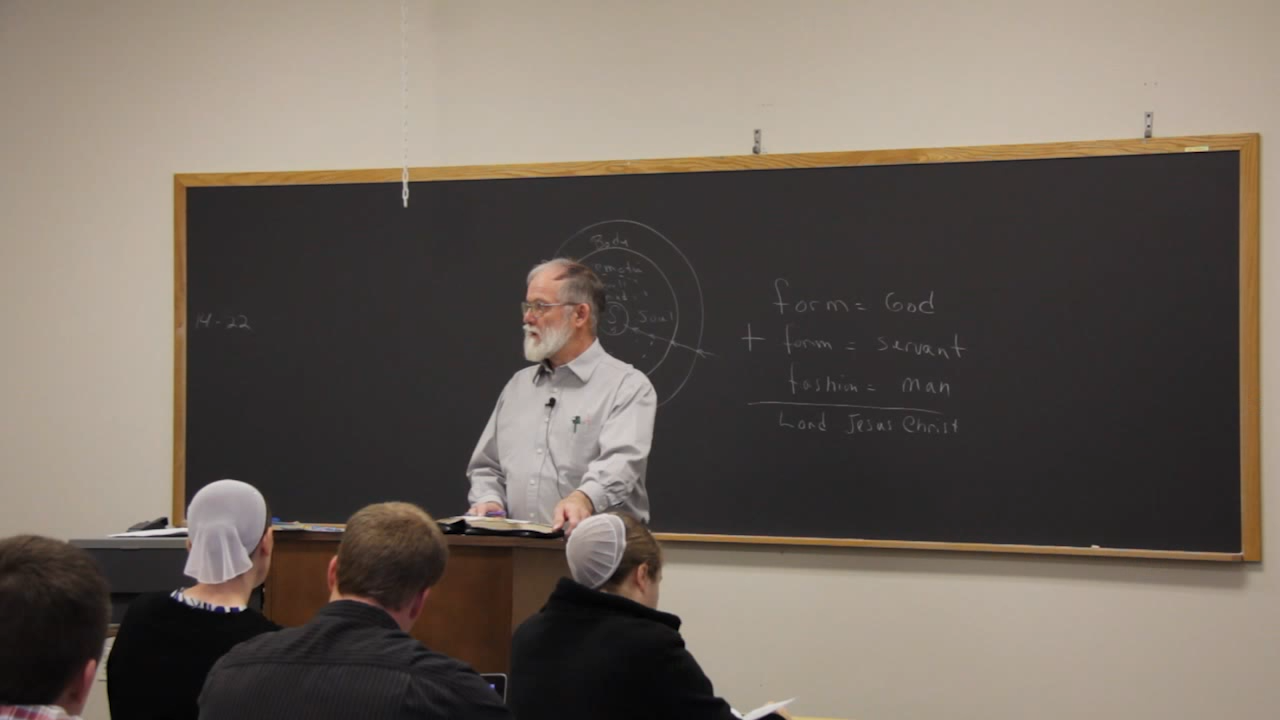 14-22
Body
Soul
form = God
+ form = servant
fashion = man
Lord Jesus Christ